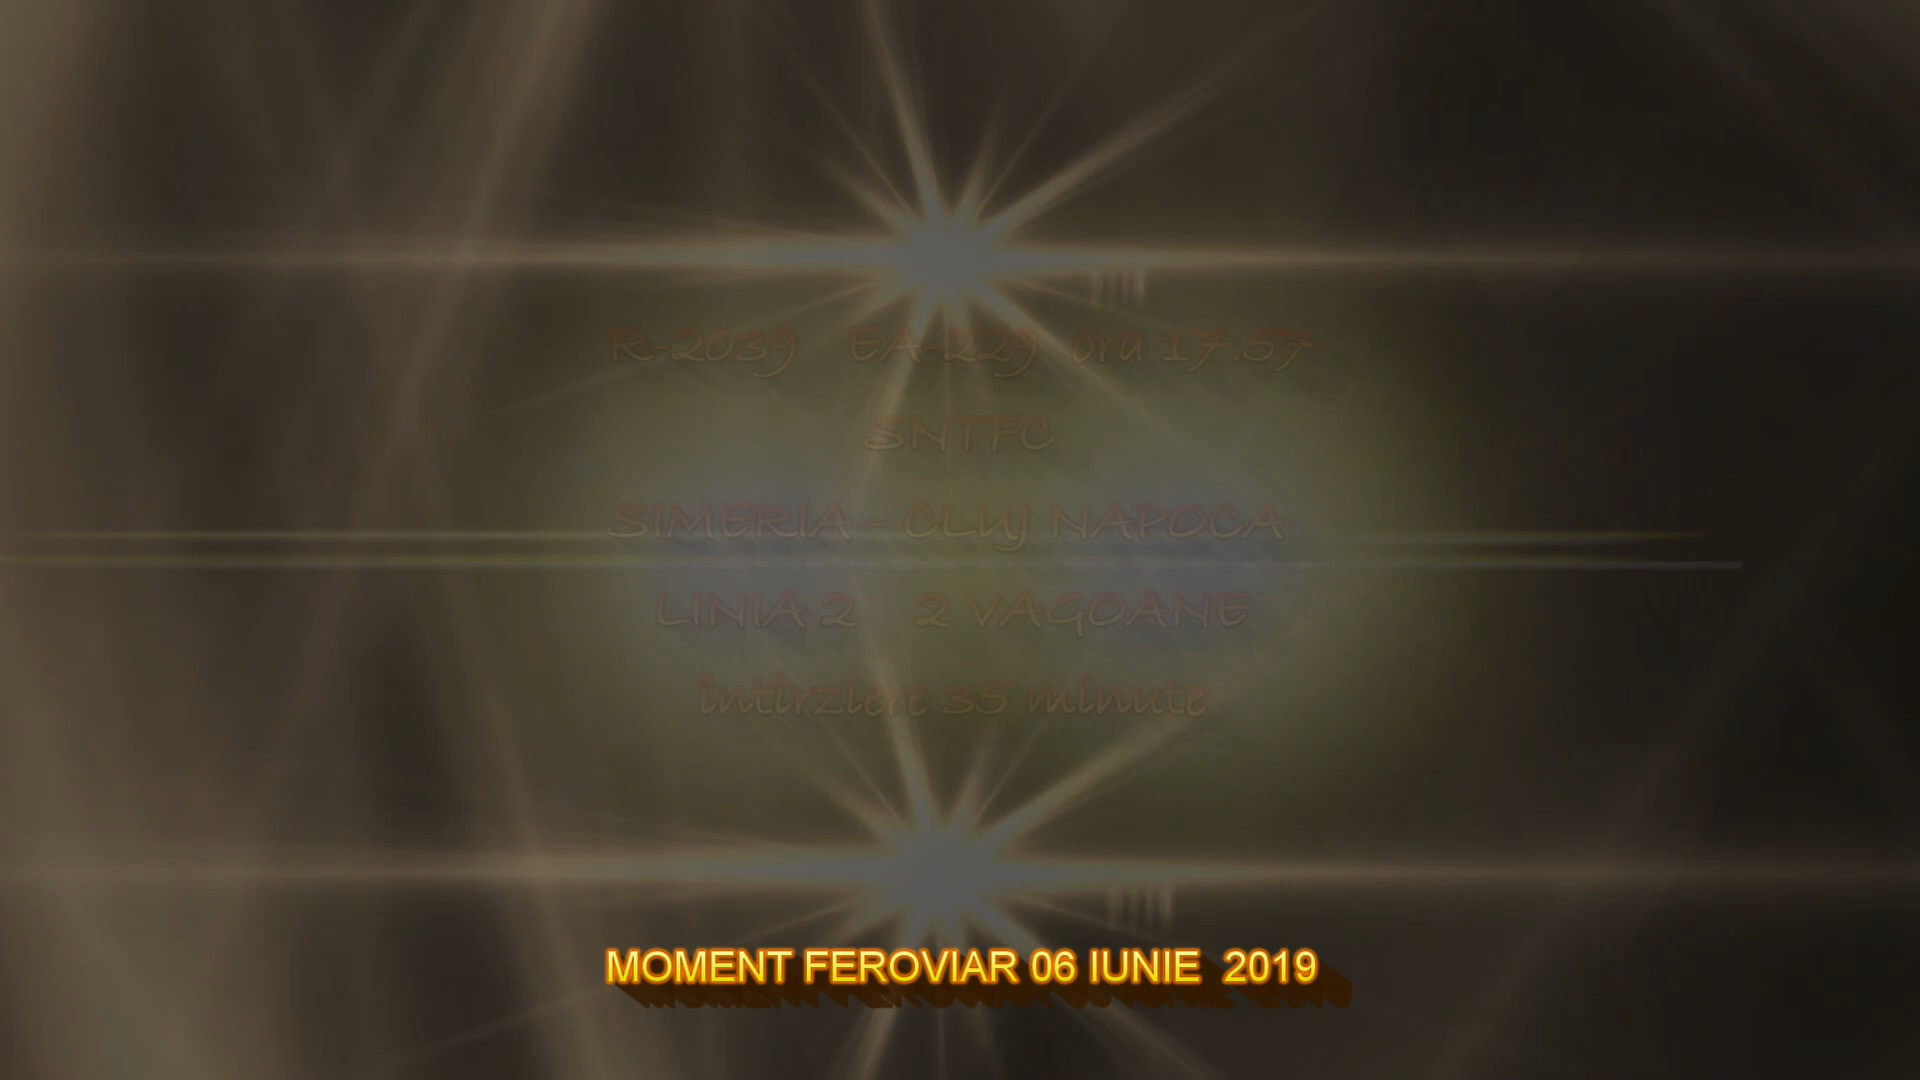 R-2039 EA-229 ora 17.57
SNTFC
SIMERIA - CLUJ NAPOCA
LINIA 2 2 VAGOANE
întîrziere 35 minute
MOMENT FEROVIAR 06 IUNIE 2019